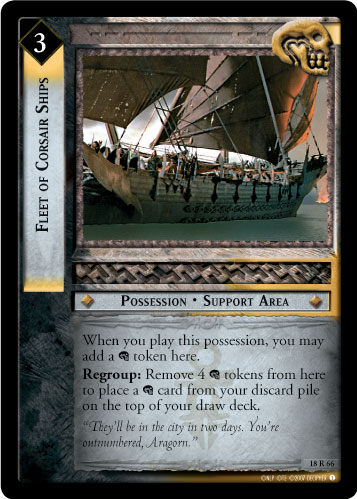 3
FLEET OF CORSAIR SHIPS
POSSESSION • SUPPORT AREA
When you play this possession, you may
add a token here.
Regroup: Remove 4 tokens from here
to place a card from your discard pile
on the top of your draw deck.
“They’ll be in the city in two days. You’re
outnumbered, Aragorn.”
18 R 66